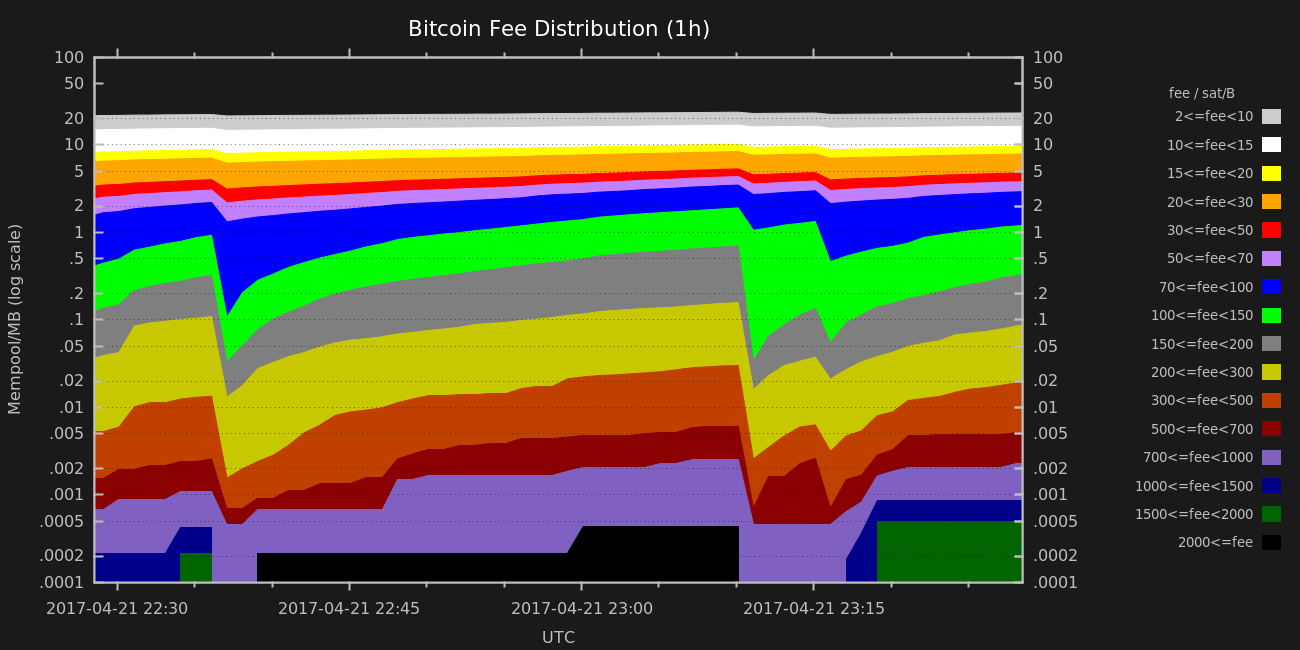 Bitcoin Fee Distribution (1h)
100 100
50 50
20 20
10 10
5 5
2 2
1 1
.5 .5
.2 .2
.1 .1
.05 .05
.02 .02
.01 .01
.005 .005
.002 .002
.001 .001
.0005 .0005
.0002 .0002
.0001 .0001
Mempool/MB (log scale)
2017-04-21 22:30 2017-04-21 22:45 2017-04-21 23:00 2017-04-21 23:15
UTC
fee / sat/B
2<=fee<10
10<=fee<15
15<=fee<20
20<=fee<30
30<=fee<50
50<=fee<70
70<=fee<100
100<=fee<150
150<=fee<200
200<=fee<300
300<=fee<500
500<=fee<700
700<=fee<1000
1000<=fee<1500
1500<=fee<2000
2000<=fee